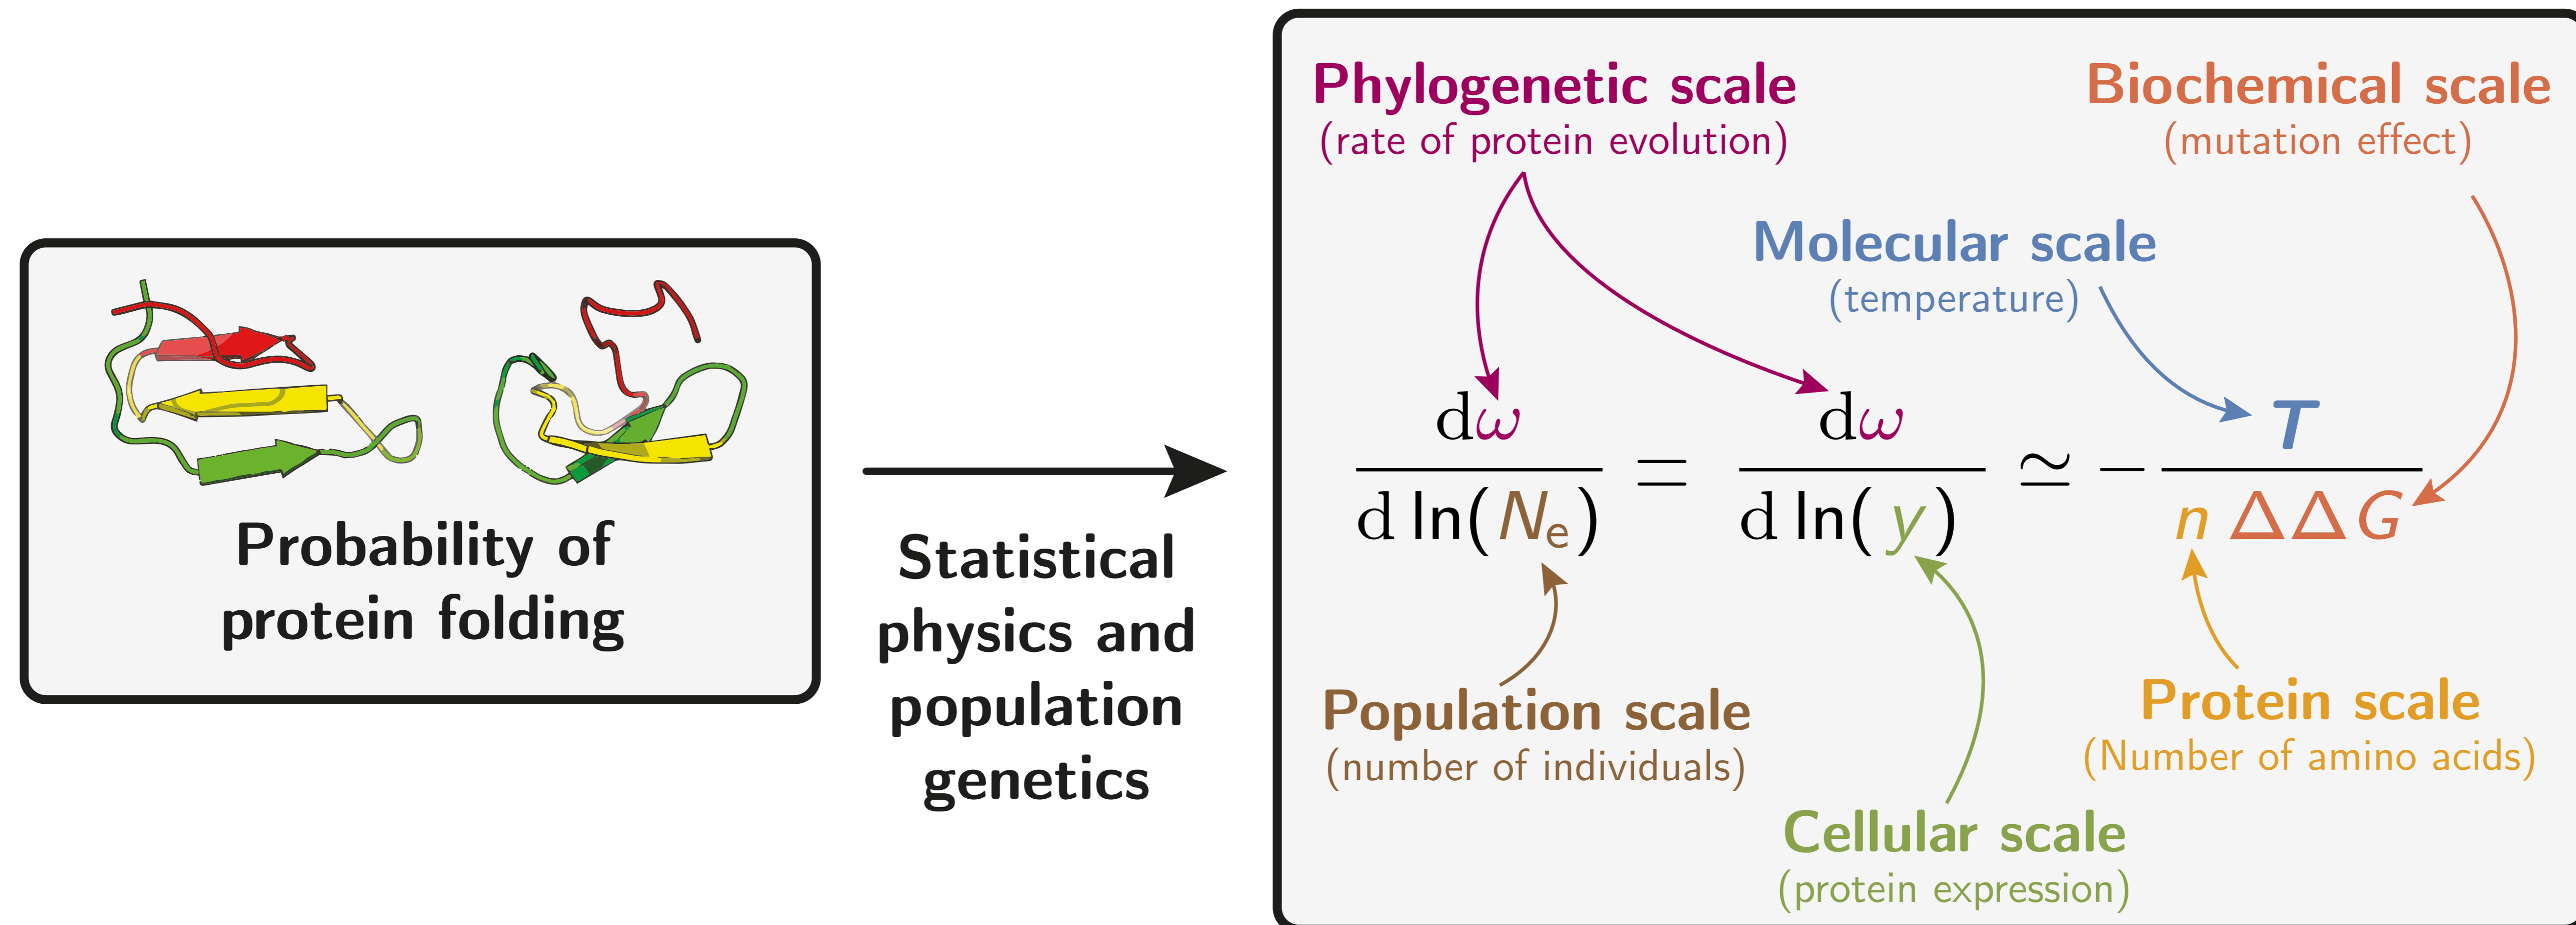 Probability of
protein folding
Statistical
physics and
population
genetics
Phylogenetic scale
(rate of protein evolution)
Biochemical scale
(mutation effect)
Molecular scale
(temperature)
dω / d ln(Nₑ) = dω / d ln(y) ≃ − T / n ΔΔG
Population scale
(number of individuals)
Protein scale
(Number of amino acids)
Cellular scale
(protein expression)